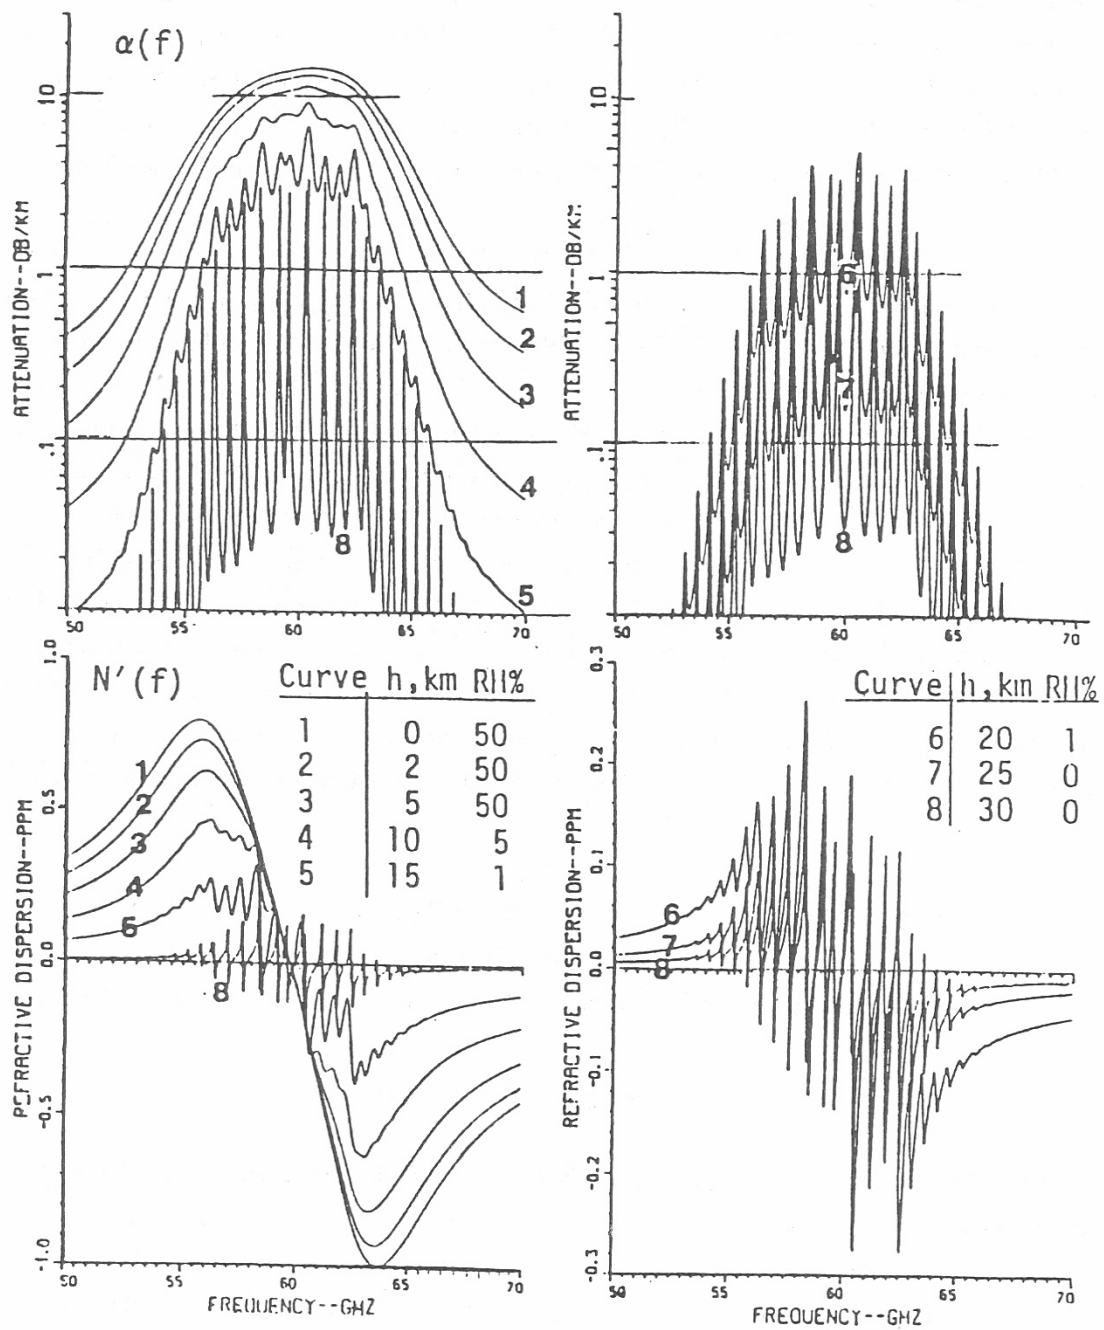 α(f)
ATTENUATION--DB/KM
10
1
.1
1
2
3
4
5
8
50 55 60 65 70
ATTENUATION--DB/KM
10
1
.1
6
7
8
50 55 60 65 70
N'(f)
REFRACTIVE DISPERSION--PPM
1.0
0.5
0.0
-0.5
-1.0
1
2
3
4
5
8
Curve h,km RH%
1 0 50
2 2 50
3 5 50
4 10 5
5 15 1
50 55 60 65 70
FREQUENCY--GHZ
REFRACTIVE DISPERSION--PPM
0.3
0.2
0.1
0.0
-0.1
-0.2
-0.3
6
7
8
Curve h,km RH%
6 20 1
7 25 0
8 30 0
50 55 60 65 70
FREQUENCY--GHZ